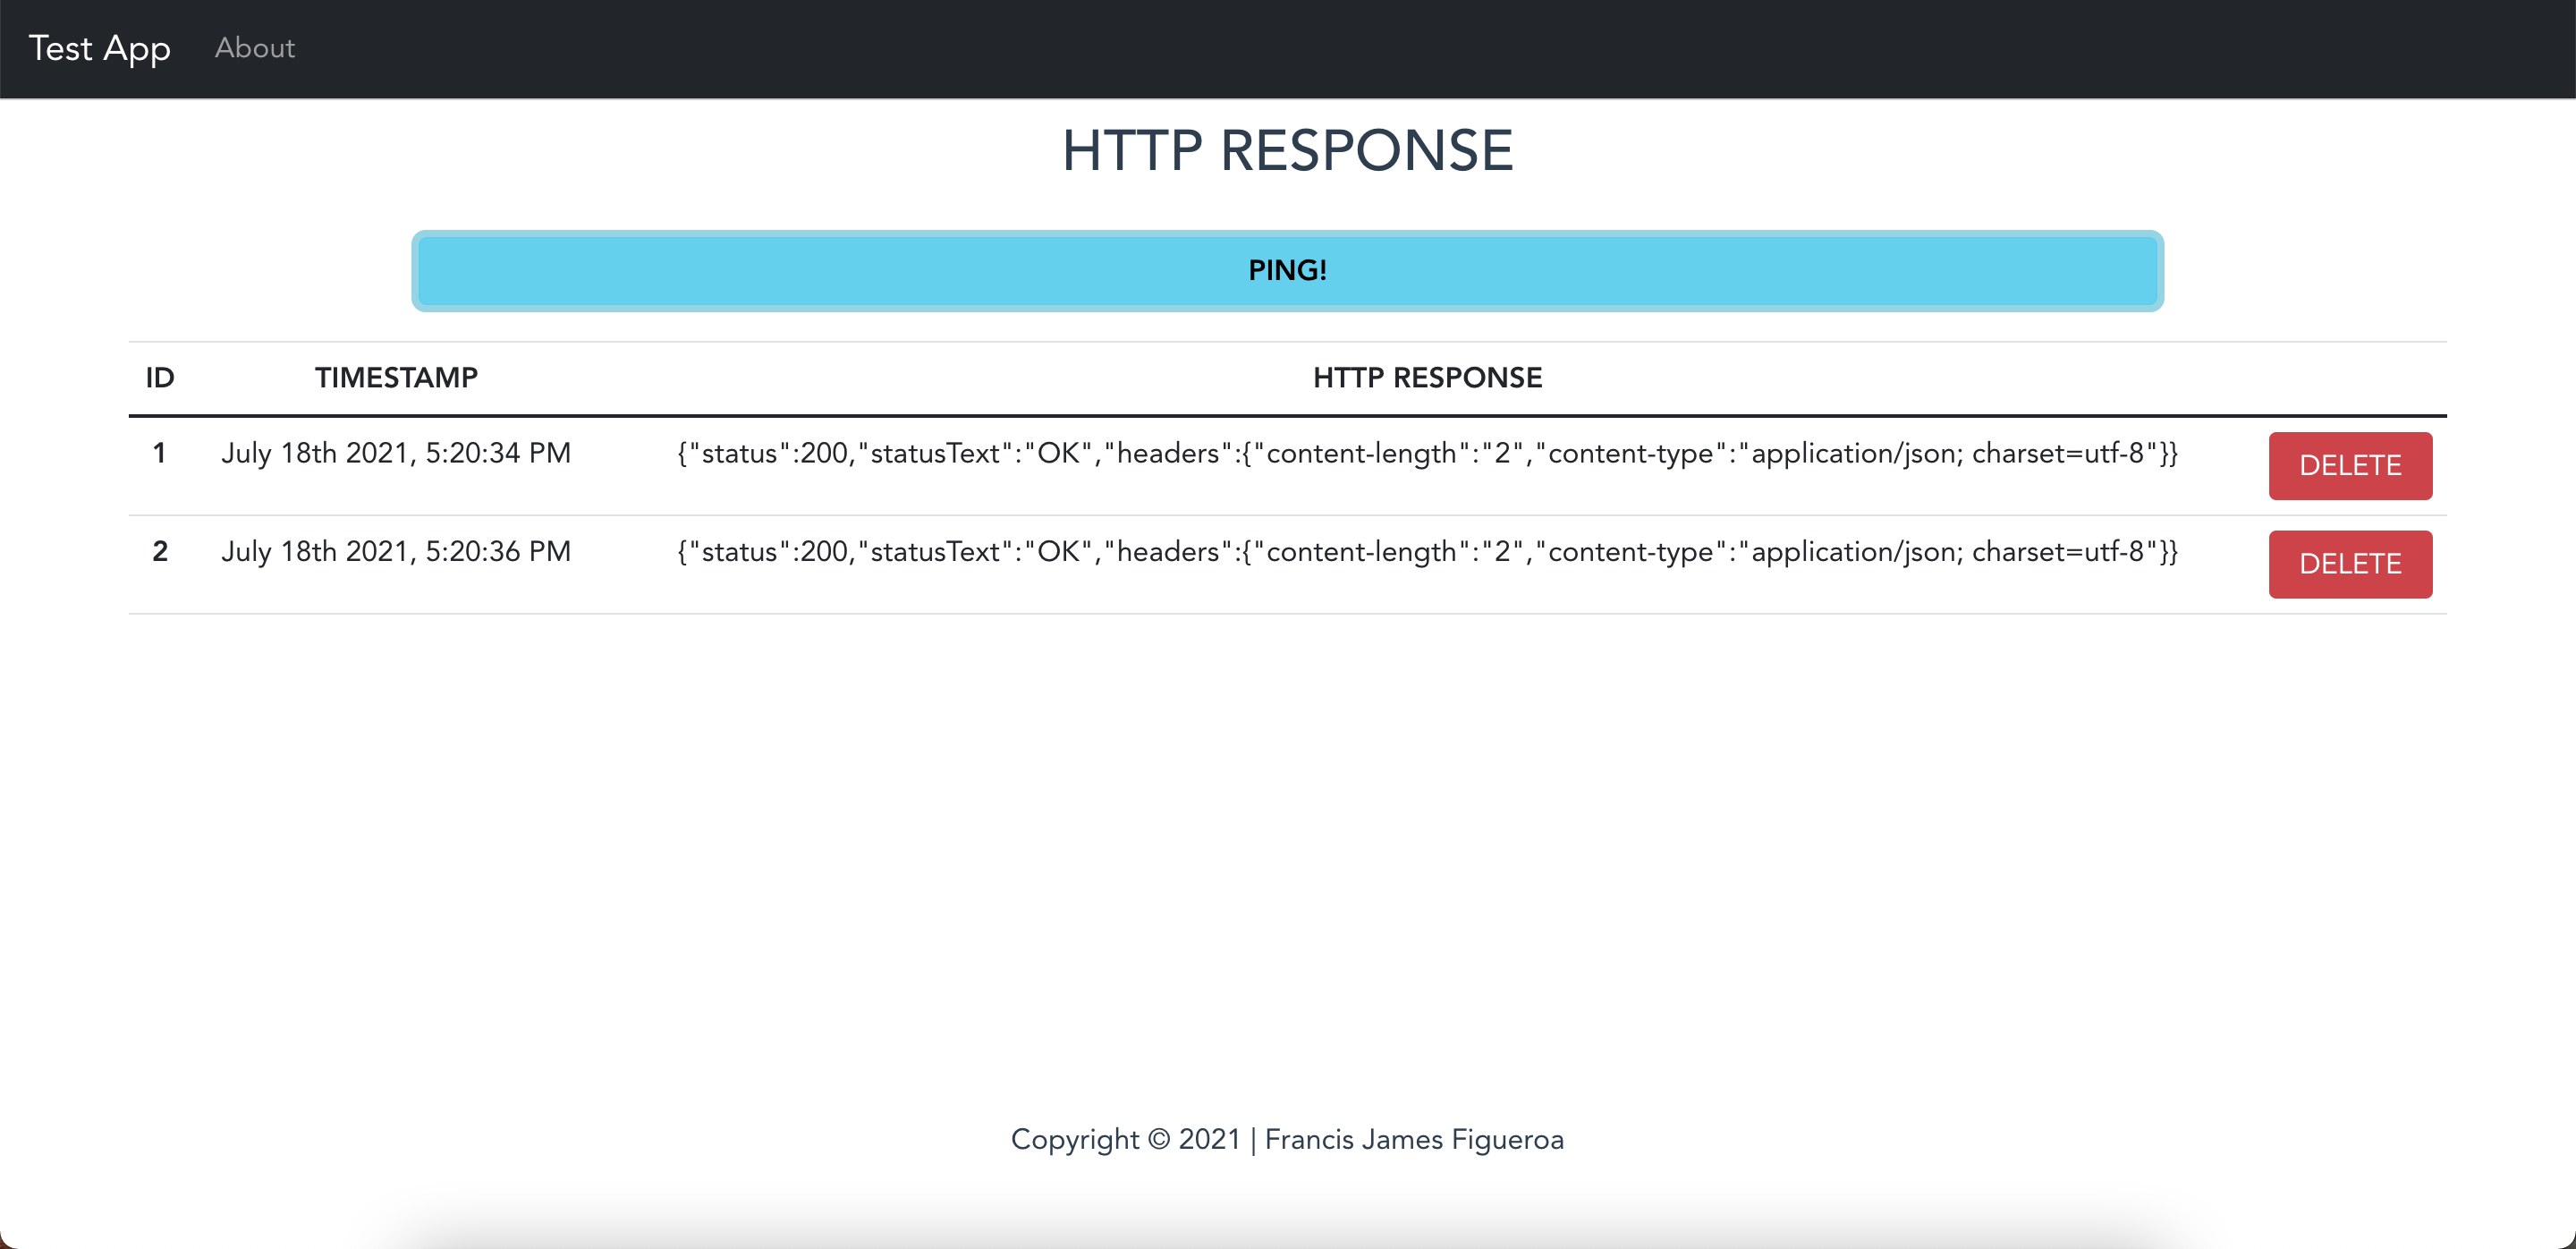 Test App About
HTTP RESPONSE
PING!
ID TIMESTAMP HTTP RESPONSE
1 July 18th 2021, 5:20:34 PM {"status":200,"statusText":"OK","headers":{"content-length":"2","content-type":"application/json; charset=utf-8"}} DELETE
2 July 18th 2021, 5:20:36 PM {"status":200,"statusText":"OK","headers":{"content-length":"2","content-type":"application/json; charset=utf-8"}} DELETE
Copyright © 2021 | Francis James Figueroa